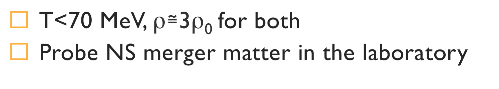 T<70 MeV, ρ≅3ρ₀ for both
Probe NS merger matter in the laboratory